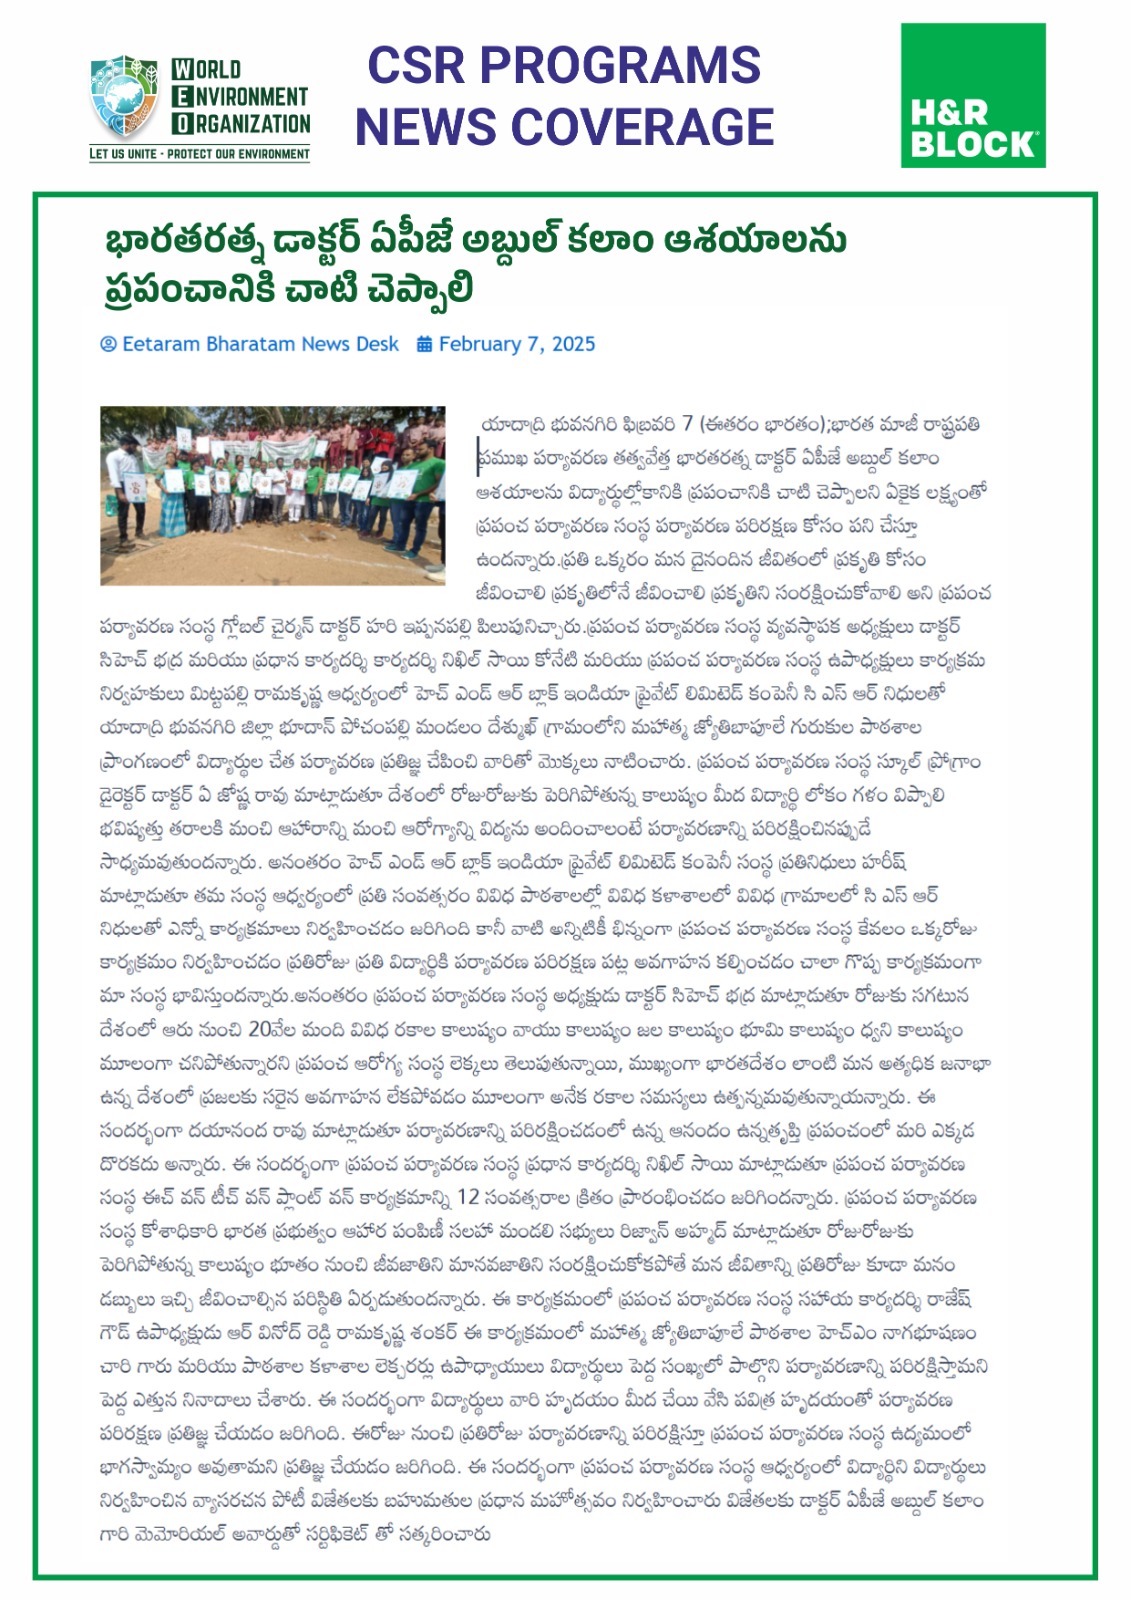 WORLD
ENVIRONMENT
ORGANIZATION
LET US UNITE - PROTECT OUR ENVIRONMENT
CSR PROGRAMS
NEWS COVERAGE
H&R
BLOCK
భారతరత్న డాక్టర్ ఏపీజే అబ్దుల్ కలాం ఆశయాలను
ప్రపంచానికి చాటి చెప్పాలి
Eetaram Bharatam News Desk February 7, 2025
యాదాద్రి భువనగిరి ఫిబ్రవరి 7 (ఈతరం భారతం);భారత మాజీ రాష్ట్రపతి
ప్రముఖ పర్యావరణ తత్వవేత్త భారతరత్న డాక్టర్ ఏపీజే అబ్దుల్ కలాం
ఆశయాలను విద్యార్థుల్లోకానికి ప్రపంచానికి చాటి చెప్పాలని ఏకైక లక్ష్యంతో
ప్రపంచ పర్యావరణ సంస్థ పర్యావరణ పరిరక్షణ కోసం పని చేస్తూ
ఉందన్నారు.ప్రతి ఒక్కరం మన దైనందిన జీవితంలో ప్రకృతి కోసం
జీవించాలి ప్రకృతిలోనే జీవించాలి ప్రకృతిని సంరక్షించుకోవాలి అని ప్రపంచ
పర్యావరణ సంస్థ గ్లోబల్ చైర్మన్ డాక్టర్ హరి ఇప్పనపల్లి పిలుపునిచ్చారు.ప్రపంచ పర్యావరణ సంస్థ వ్యవస్థాపక అధ్యక్షులు డాక్టర్
సిహెచ్ భద్ర మరియు ప్రధాన కార్యదర్శి కార్యదర్శి నిఖిల్ సాయి కోనేటి మరియు ప్రపంచ పర్యావరణ సంస్థ ఉపాధ్యక్షులు కార్యక్రమ
నిర్వహకులు మిట్టపల్లి రామకృష్ణ ఆధ్వర్యంలో హెచ్ ఎండ్ ఆర్ బ్లాక్ ఇండియా ప్రైవేట్ లిమిటెడ్ కంపెనీ సి ఎస్ ఆర్ నిధులతో
యాదాద్రి భువనగిరి జిల్లా భూదాన్ పోచంపల్లి మండలం దేశ్ముఖ్ గ్రామంలోని మహాత్మ జ్యోతిబాపూలే గురుకుల పాఠశాల
ప్రాంగణంలో విద్యార్థుల చేత పర్యావరణ ప్రతిజ్ఞ చేపించి వారితో మొక్కలు నాటించారు. ప్రపంచ పర్యావరణ సంస్థ స్కూల్ ప్రోగ్రాం
డైరెక్టర్ డాక్టర్ ఏ జోష్ణ రావు మాట్లాడుతూ దేశంలో రోజురోజుకు పెరిగిపోతున్న కాలుష్యం మీద విద్యార్థి లోకం గళం విప్పాలి
భవిష్యత్తు తరాలకి మంచి ఆహారాన్ని మంచి ఆరోగ్యాన్ని విద్యను అందించాలంటే పర్యావరణాన్ని పరిరక్షించినప్పుడే
సాధ్యమవుతుందన్నారు. అనంతరం హెచ్ ఎండ్ ఆర్ బ్లాక్ ఇండియా ప్రైవేట్ లిమిటెడ్ కంపెనీ సంస్థ ప్రతినిధులు హరీష్
మాట్లాడుతూ తమ సంస్థ ఆధ్వర్యంలో ప్రతి సంవత్సరం వివిధ పాఠశాలల్లో వివిధ కళాశాలలో వివిధ గ్రామాలలో సి ఎస్ ఆర్
నిధులతో ఎన్నో కార్యక్రమాలు నిర్వహించడం జరిగింది కానీ వాటి అన్నిటికీ భిన్నంగా ప్రపంచ పర్యావరణ సంస్థ కేవలం ఒక్కరోజు
కార్యక్రమం నిర్వహించడం ప్రతిరోజు ప్రతి విద్యార్థికి పర్యావరణ పరిరక్షణ పట్ల అవగాహన కల్పించడం చాలా గొప్ప కార్యక్రమంగా
మా సంస్థ భావిస్తుందన్నారు.అనంతరం ప్రపంచ పర్యావరణ సంస్థ అధ్యక్షుడు డాక్టర్ సిహెచ్ భద్ర మాట్లాడుతూ రోజుకు సగటున
దేశంలో ఆరు నుంచి 20వేల మంది వివిధ రకాల కాలుష్యం వాయు కాలుష్యం జల కాలుష్యం భూమి కాలుష్యం ధ్వని కాలుష్యం
మూలంగా చనిపోతున్నారని ప్రపంచ ఆరోగ్య సంస్థ లెక్కలు తెలుపుతున్నాయి, ముఖ్యంగా భారతదేశం లాంటి మన అత్యధిక జనాభా
ఉన్న దేశంలో ప్రజలకు సరైన అవగాహన లేకపోవడం మూలంగా అనేక రకాల సమస్యలు ఉత్పన్నమవుతున్నాయన్నారు. ఈ
సందర్భంగా దయానంద రావు మాట్లాడుతూ పర్యావరణాన్ని పరిరక్షించడంలో ఉన్న ఆనందం ఉన్నతృప్తి ప్రపంచంలో మరి ఎక్కడ
దొరకదు అన్నారు. ఈ సందర్భంగా ప్రపంచ పర్యావరణ సంస్థ ప్రధాన కార్యదర్శి నిఖిల్ సాయి మాట్లాడుతూ ప్రపంచ పర్యావరణ
సంస్థ ఈచ్ వన్ టీచ్ వన్ ప్లాంట్ వన్ కార్యక్రమాన్ని 12 సంవత్సరాల క్రితం ప్రారంభించడం జరిగిందన్నారు. ప్రపంచ పర్యావరణ
సంస్థ కోశాధికారి భారత ప్రభుత్వం ఆహార పంపిణీ సలహా మండలి సభ్యులు రిజ్వాన్ అహ్మద్ మాట్లాడుతూ రోజురోజుకు
పెరిగిపోతున్న కాలుష్యం భూతం నుంచి జీవజాతిని మానవజాతిని సంరక్షించుకోకపోతే మన జీవితాన్ని ప్రతిరోజు కూడా మనం
డబ్బులు ఇచ్చి జీవించాల్సిన పరిస్థితి ఏర్పడుతుందన్నారు. ఈ కార్యక్రమంలో ప్రపంచ పర్యావరణ సంస్థ సహాయ కార్యదర్శి రాజేష్
గౌడ్ ఉపాధ్యక్షుడు ఆర్ వినోద్ రెడ్డి రామకృష్ణ శంకర్ ఈ కార్యక్రమంలో మహాత్మ జ్యోతిబాపూలే పాఠశాల హెచ్ఎం నాగభూషణం
చారి గారు మరియు పాఠశాల కళాశాల లెక్చరర్లు ఉపాధ్యాయులు విద్యార్థులు పెద్ద సంఖ్యలో పాల్గొని పర్యావరణాన్ని పరిరక్షిస్తామని
పెద్ద ఎత్తున నినాదాలు చేశారు. ఈ సందర్భంగా విద్యార్థులు వారి హృదయం మీద చేయి వేసి పవిత్ర హృదయంతో పర్యావరణ
పరిరక్షణ ప్రతిజ్ఞ చేయడం జరిగింది. ఈరోజు నుంచి ప్రతిరోజు పర్యావరణాన్ని పరిరక్షిస్తూ ప్రపంచ పర్యావరణ సంస్థ ఉద్యమంలో
భాగస్వామ్యం అవుతామని ప్రతిజ్ఞ చేయడం జరిగింది. ఈ సందర్భంగా ప్రపంచ పర్యావరణ సంస్థ ఆధ్వర్యంలో విద్యార్థిని విద్యార్థులు
నిర్వహించిన వ్యాసరచన పోటీ విజేతలకు బహుమతుల ప్రధాన మహోత్సవం నిర్వహించారు విజేతలకు డాక్టర్ ఏపీజే అబ్దుల్ కలాం
గారి మెమోరియల్ అవార్డుతో సర్టిఫికెట్ తో సత్కరించారు